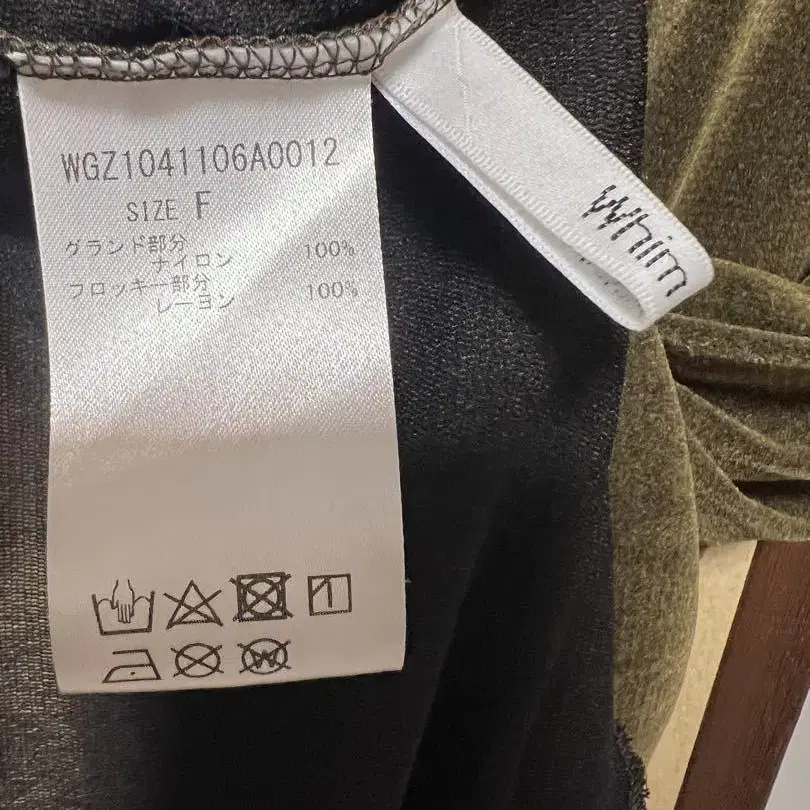 WGZ1041106A0012
SIZE F
グランド部分
ナイロン 100%
フロッキー部分
レーヨン 100%
Whim